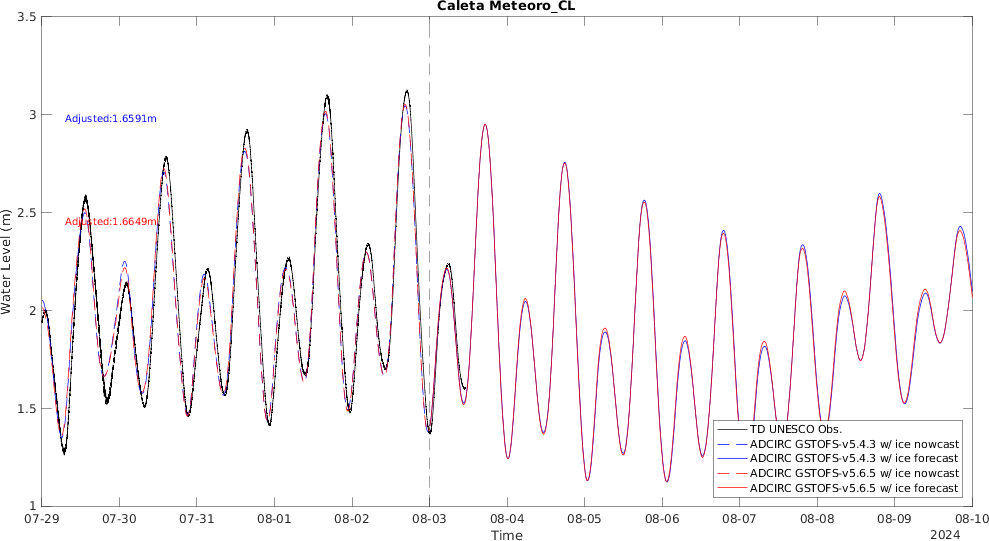 Caleta Meteoro_CL
3.5
3
2.5
2
1.5
1
Water Level (m)
Adjusted:1.6591m
Adjusted:1.6649m
TD UNESCO Obs.
ADCIRC GSTOFS-v5.4.3 w/ ice nowcast
ADCIRC GSTOFS-v5.4.3 w/ ice forecast
ADCIRC GSTOFS-v5.6.5 w/ ice nowcast
ADCIRC GSTOFS-v5.6.5 w/ ice forecast
07-29 07-30 07-31 08-01 08-02 08-03 08-04 08-05 08-06 08-07 08-08 08-09 08-10
Time
2024